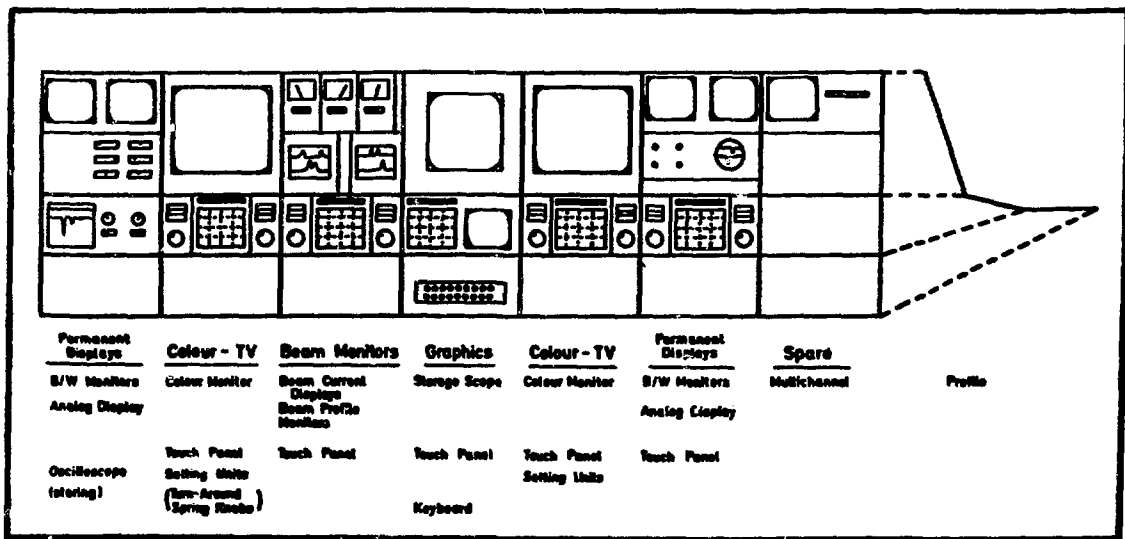 Permanent
Displays
Colour - TV
Beam Monitors
Graphics
Colour - TV
Permanent
Displays
Spare
B/W Monitors
Analog Display
Oscilloscope
(storing)
Colour Monitor
Touch Panel
Setting Units
(Turn-Around
Spring Knobs)
Beam Current
Displays
Beam Profile
Monitors
Touch Panel
Storage Scope
Touch Panel
Keyboard
Colour Monitor
Touch Panel
Setting Units
B/W Monitors
Analog Display
Touch Panel
Multichannel
Profile